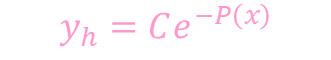 y_h = Ce^{-P(x)}